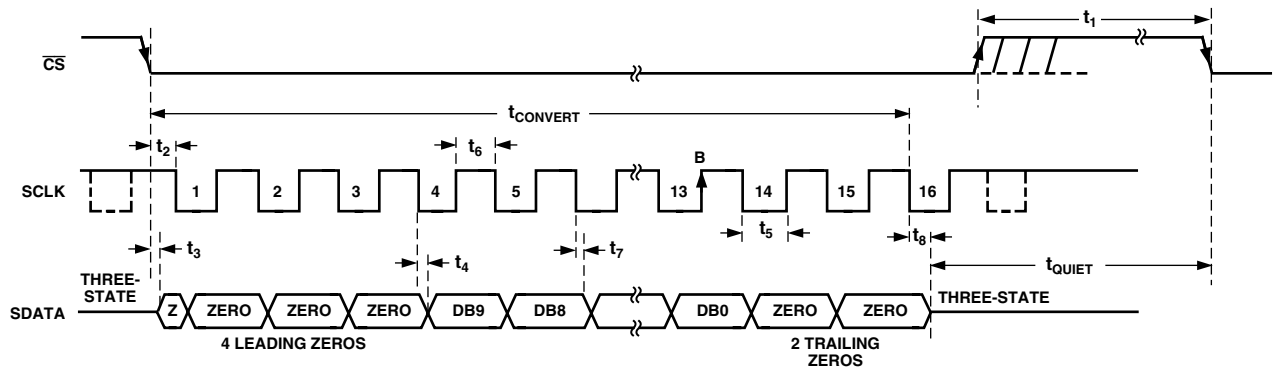 t1
CS
tCONVERT
t2
t6
B
SCLK
1
2
3
4
5
13
14
15
16
t3
t4
t7
t5
t8
tQUIET
THREE-
STATE
THREE-STATE
SDATA
Z
ZERO
ZERO
ZERO
DB9
DB8
DB0
ZERO
ZERO
4 LEADING ZEROS
2 TRAILING
ZEROS